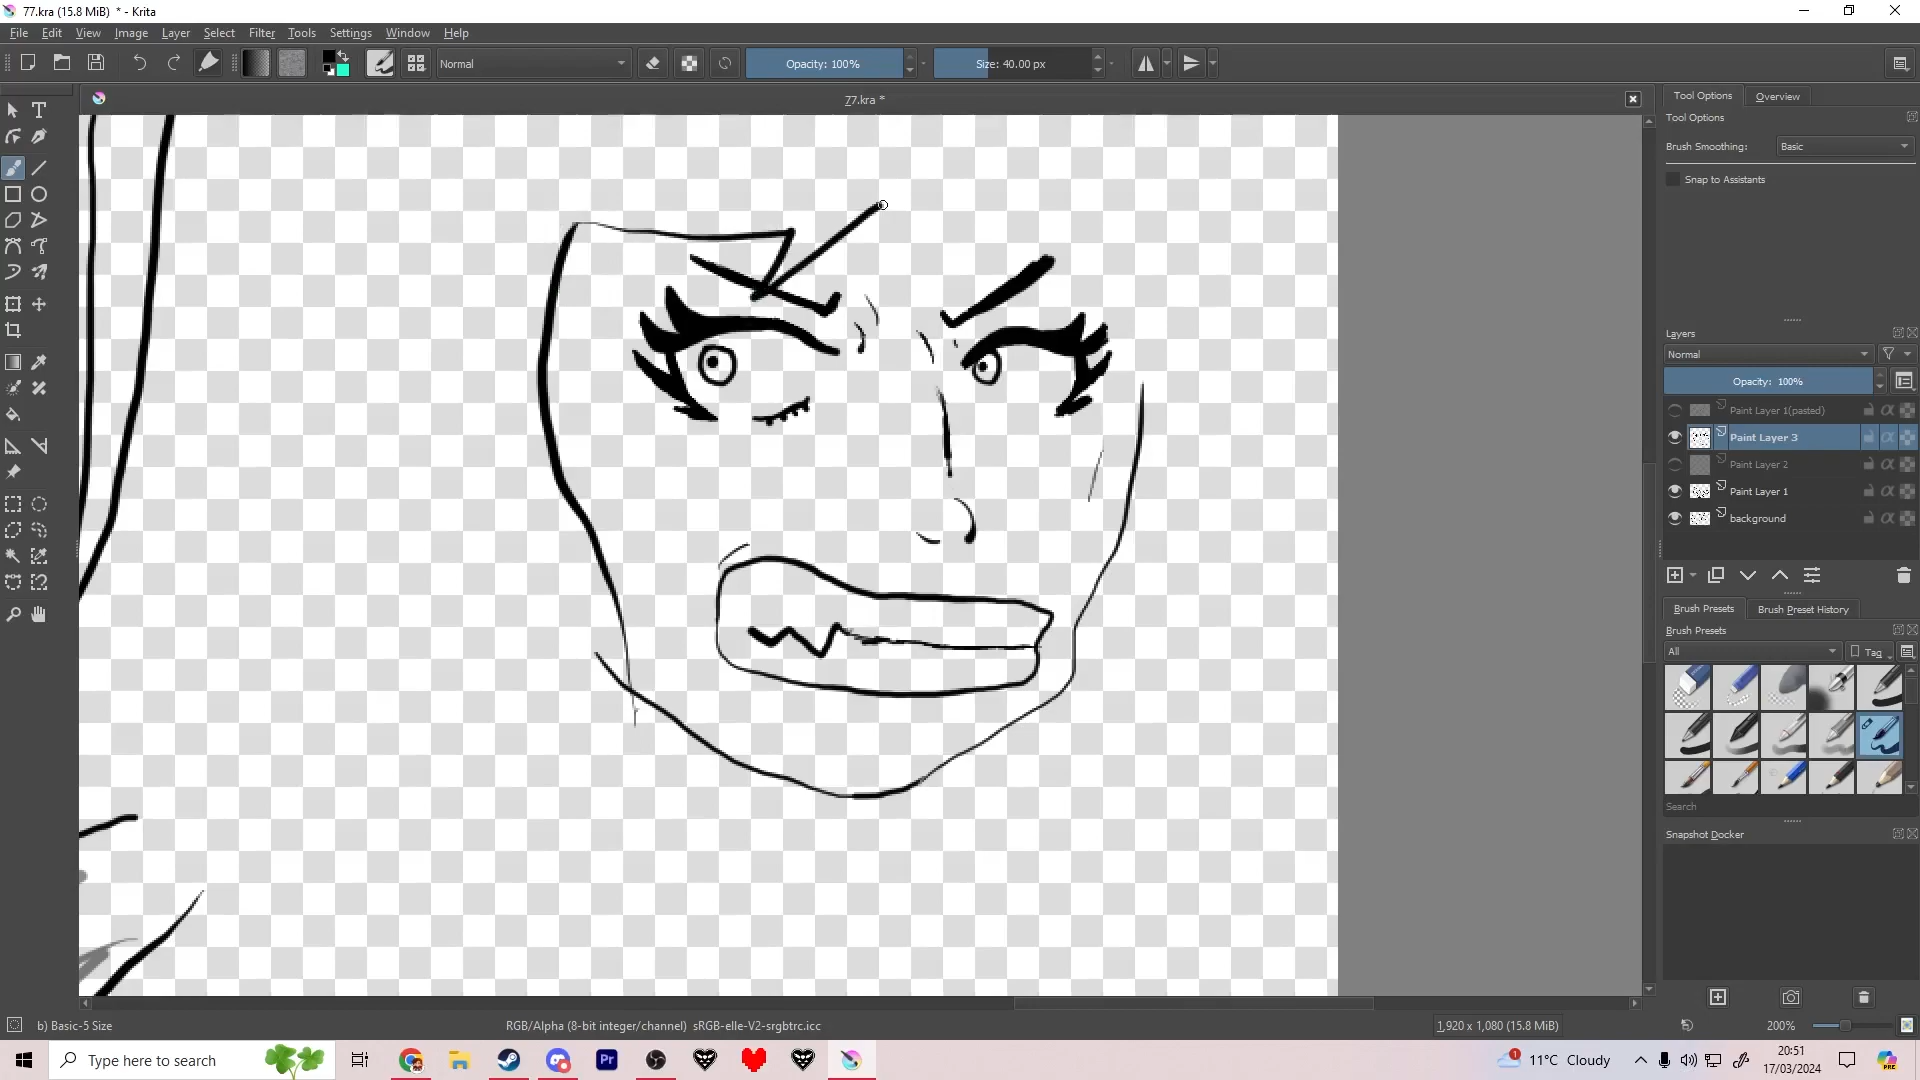 77.kra (15.8 MiB) * - Krita
File Edit View Image Layer Select Filter Tools Settings Window Help
Normal
Opacity: 100%
Size: 40.00 px
77.kra *
Tool Options
Overview
Tool Options
Brush Smoothing: Basic
Snap to Assistants
Layers
Normal
Opacity: 100%
Paint Layer 1(pasted)
Paint Layer 3
Paint Layer 2
Paint Layer 1
background
Brush Presets
Brush Preset History
Brush Presets
All
Tag
Search
Snapshot Docker
b) Basic-5 Size
RGB/Alpha (8-bit integer/channel) sRGB-elle-V2-srgbtrc.icc
1,920 x 1,080 (15.8 MiB)
200%
Type here to search
Pr
1
11°C Cloudy
20:51
17/03/2024
PRE